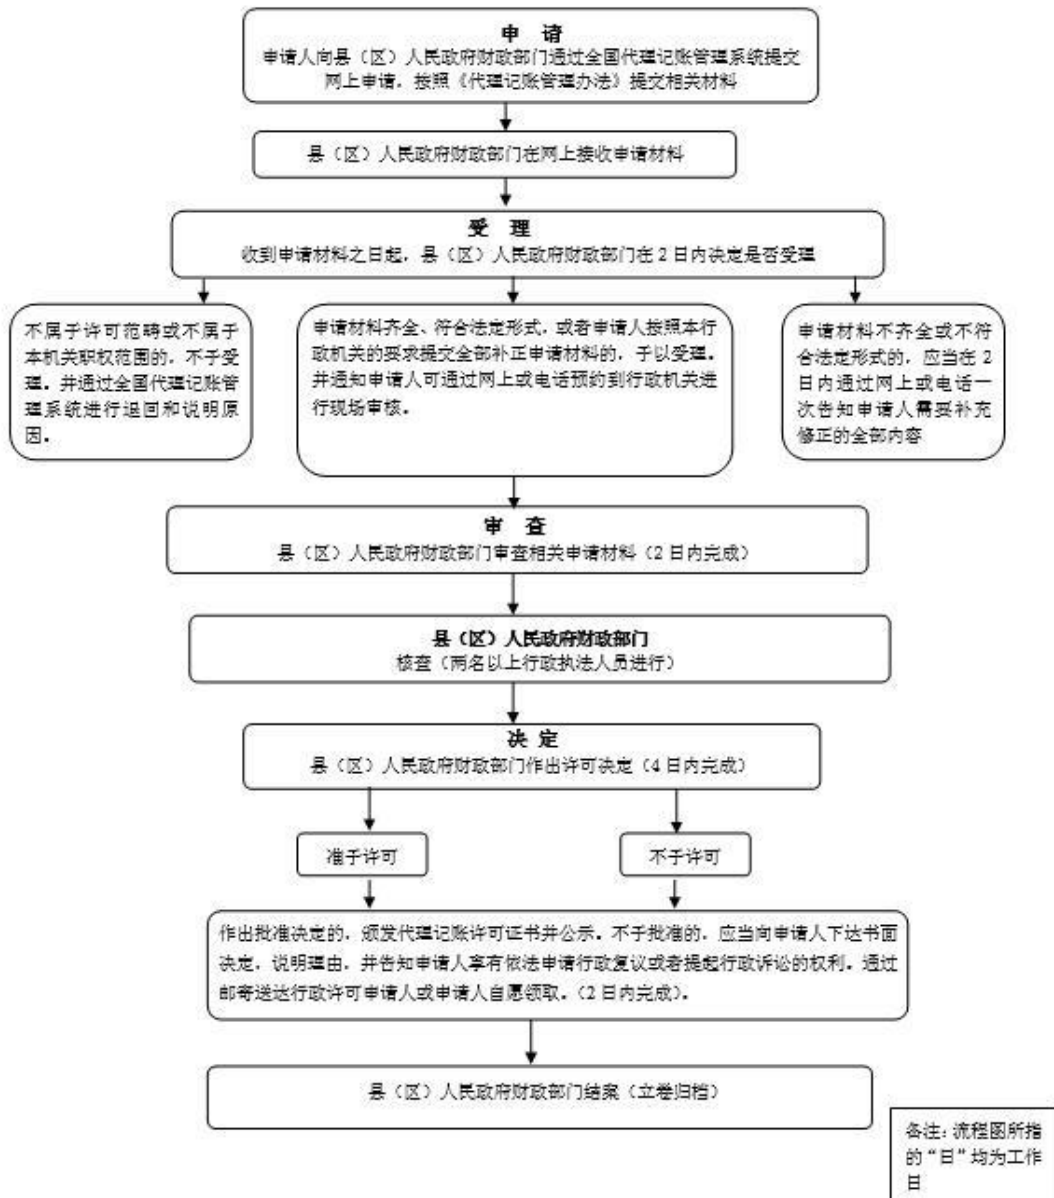 申 请
申请人向县（区）人民政府财政部门通过全国代理记账管理系统提交
网上申请，按照《代理记账管理办法》提交相关材料
县（区）人民政府财政部门在网上接收申请材料
受 理
收到申请材料之日起，县（区）人民政府财政部门在 2 日内决定是否受理
不属于许可范畴或不属于
本机关职权范围的，不予受
理。并通过全国代理记账管
理系统进行退回和说明原
因。
申请材料齐全、符合法定形式，或者申请人按照本行
政机关的要求提交全部补正申请材料的，予以受理。
并通知申请人可通过网上或电话预约到行政机关进
行现场审核。
申请材料不齐全或不符
合法定形式的，应当在 2
日内通过网上或电话一
次告知申请人需要补充
修正的全部内容
审 查
县（区）人民政府财政部门审查相关申请材料（2 日内完成）
县（区）人民政府财政部门
核查（两名以上行政执法人员进行）
决 定
县（区）人民政府财政部门作出许可决定（4 日内完成）
准予许可
不予许可
作出批准决定的，颁发代理记账许可证书并公示。不予批准的，应当向申请人下达书面
决定，说明理由，并告知申请人享有依法申请行政复议或者提起行政诉讼的权利。通过
邮寄送达行政许可申请人或申请人自愿领取。（2 日内完成）。
县（区）人民政府财政部门结案（立卷归档）
备注：流程图所指
的“日”均为工作
日